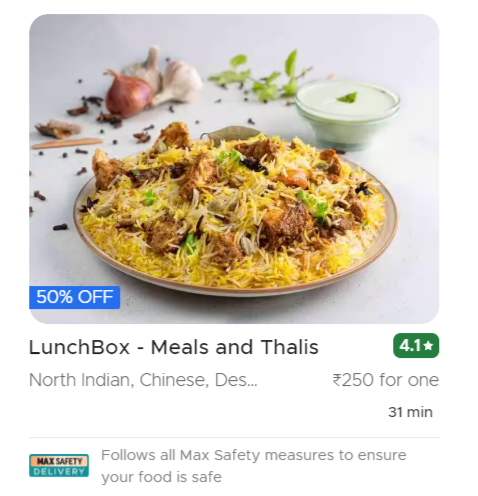 50% OFF
LunchBox - Meals and Thalis
4.1★
North Indian, Chinese, Des...
₹250 for one
31 min
MAX SAFETY
DELIVERY
Follows all Max Safety measures to ensure
your food is safe